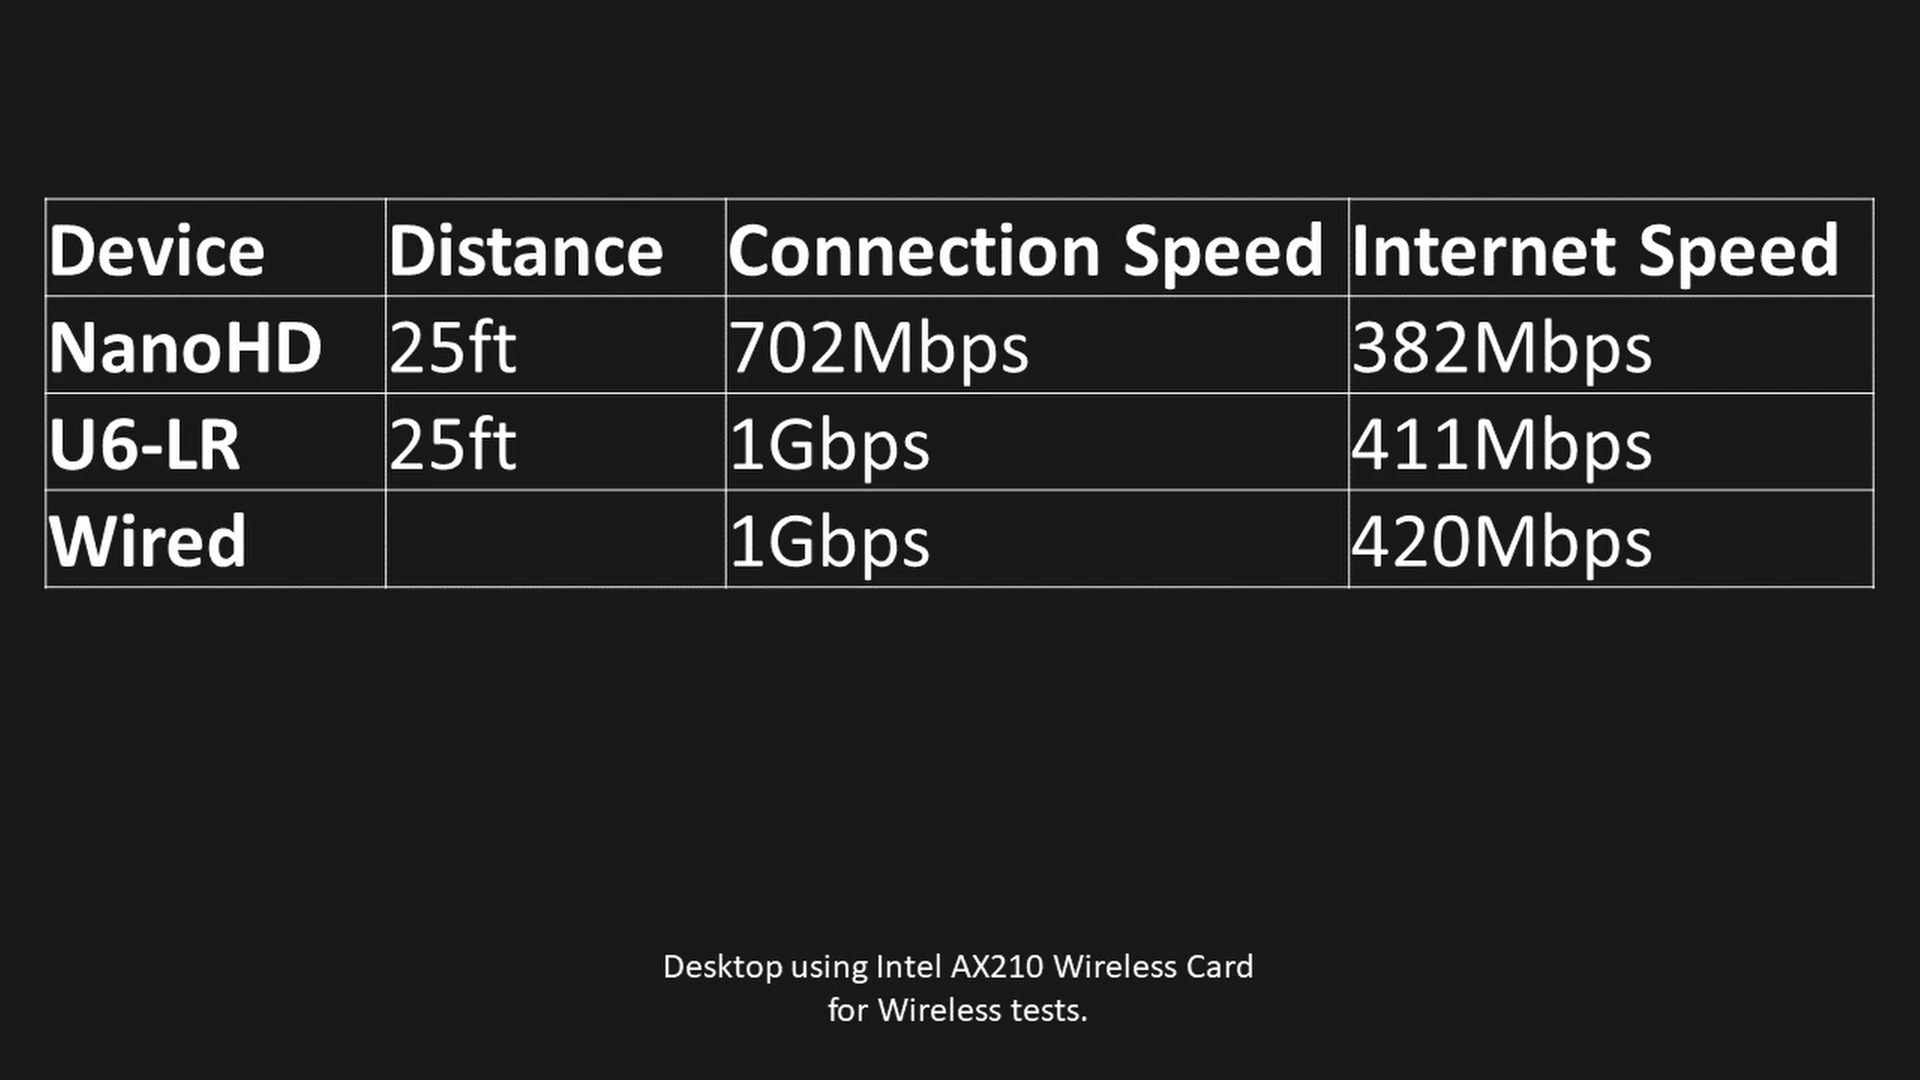 Device Distance Connection Speed Internet Speed
NanoHD 25ft 702Mbps 382Mbps
U6-LR 25ft 1Gbps 411Mbps
Wired 1Gbps 420Mbps
Desktop using Intel AX210 Wireless Card
for Wireless tests.